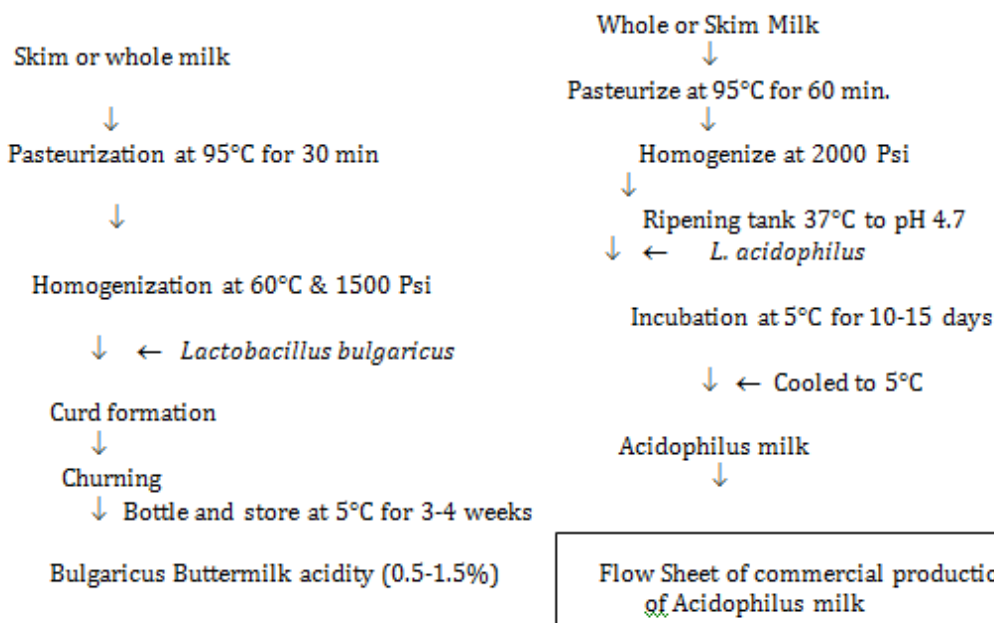 Skim or whole milk
↓
Pasteurization at 95°C for 30 min
↓
Homogenization at 60°C & 1500 Psi
↓ ← Lactobacillus bulgaricus
Curd formation
↓
Churning
↓ Bottle and store at 5°C for 3-4 weeks
Bulgaricus Buttermilk acidity (0.5-1.5%)
Whole or Skim Milk
↓
Pasteurize at 95°C for 60 min.
↓
Homogenize at 2000 Psi
↓
Ripening tank 37°C to pH 4.7
↓ ← L. acidophilus
Incubation at 5°C for 10-15 days
↓ ← Cooled to 5°C
Acidophilus milk
↓
Flow Sheet of commercial productio
of Acidophilus milk